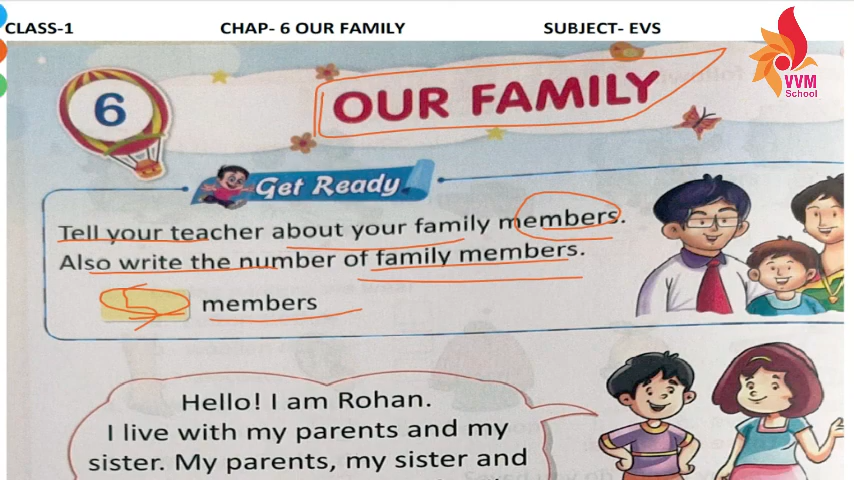 CLASS-1 CHAP- 6 OUR FAMILY SUBJECT- EVS
VVM
School
6 OUR FAMILY
Get Ready
Tell your teacher about your family members.
Also write the number of family members.
5 members
Hello! I am Rohan.
I live with my parents and my
sister. My parents, my sister and